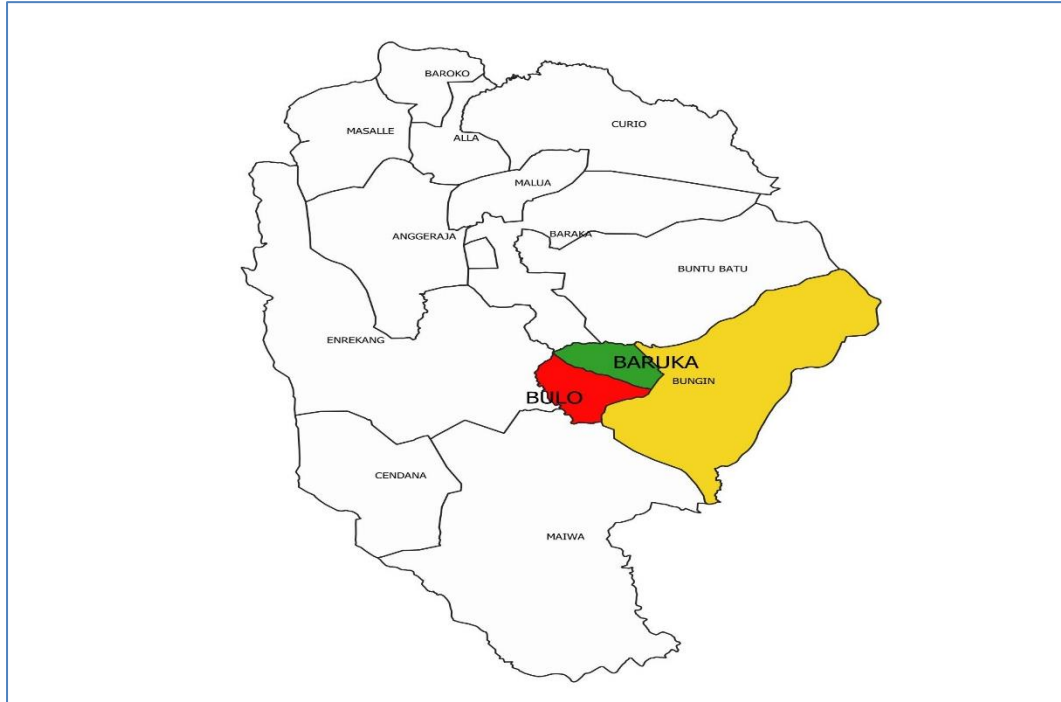 BAROKO
CURIO
MASALLE
ALLA
MALUA
ANGGERAJA
BARAKA
BUNTU BATU
ENREKANG
BARUKA
BUNGIN
BULO
CENDANA
MAIWA